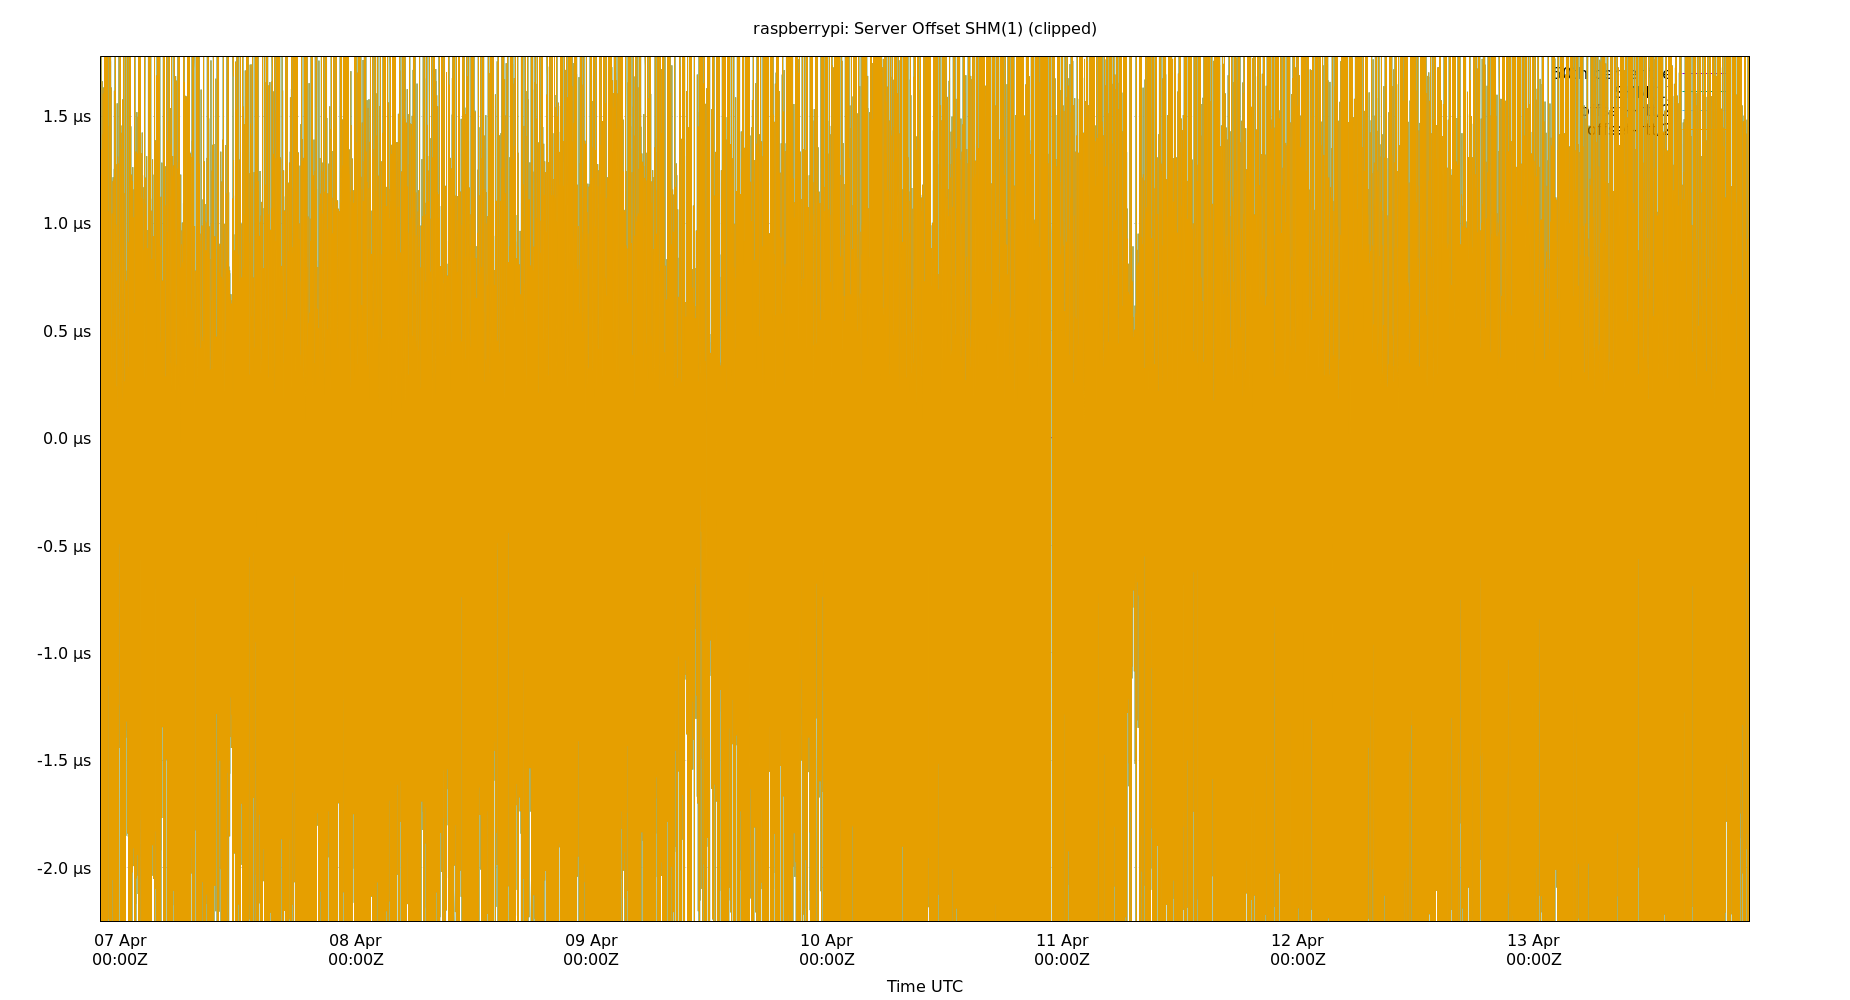 raspberrypi: Server Offset SHM(1) (clipped)
1.5 µs
1.0 µs
0.5 µs
0.0 µs
-0.5 µs
-1.0 µs
-1.5 µs
-2.0 µs
07 Apr 08 Apr 09 Apr 10 Apr 11 Apr 12 Apr 13 Apr
00:00Z 00:00Z 00:00Z 00:00Z 00:00Z 00:00Z 00:00Z
Time UTC